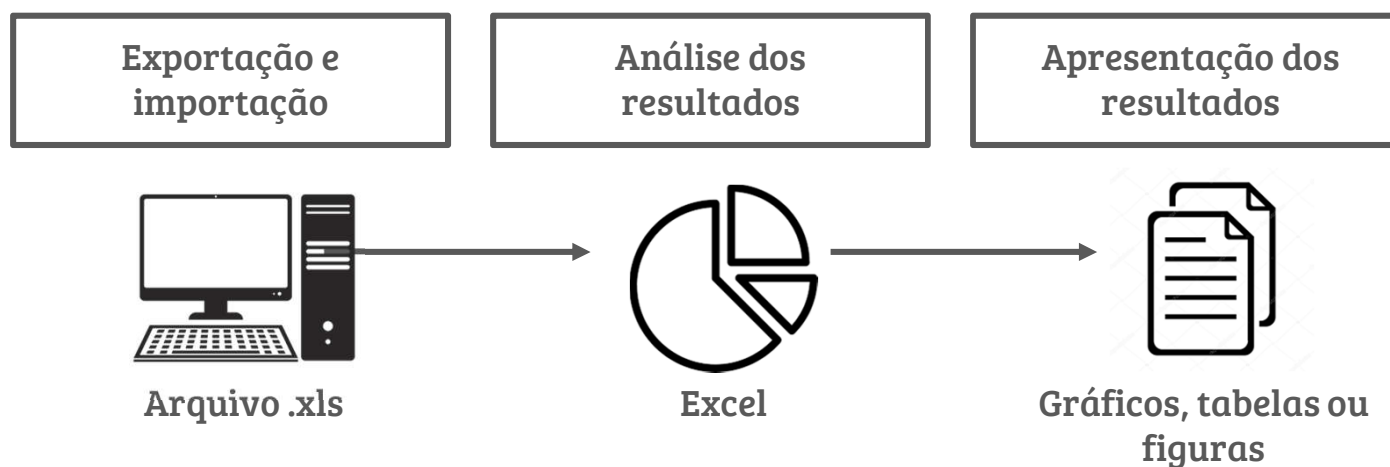 Exportação e
importação
Análise dos
resultados
Apresentação dos
resultados
Arquivo .xls
Excel
Gráficos, tabelas ou
figuras